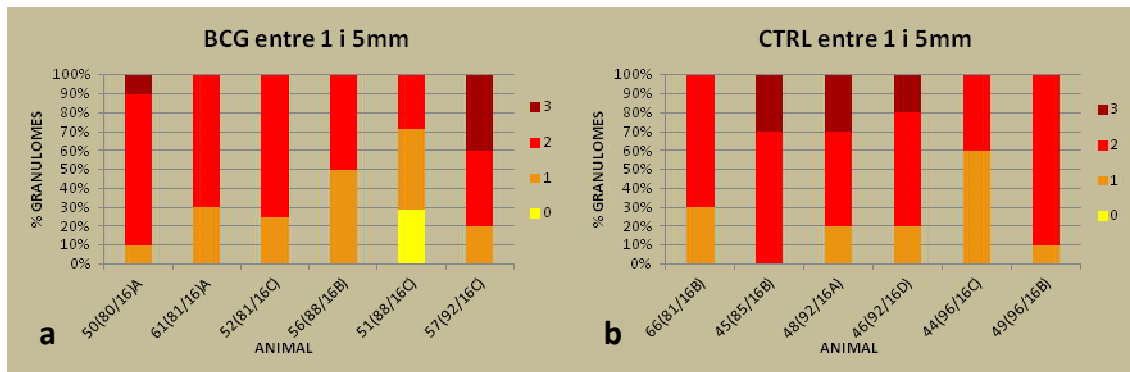 BCG entre 1 i 5mm
% GRANULOMES
100%
90%
80%
70%
60%
50%
40%
30%
20%
10%
0%
3
2
1
0
50(80/16)A
61(81/16)A
52(81/16C)
56(88/16B)
51(88/16C)
57(92/16C)
ANIMAL
a
CTRL entre 1 i 5mm
% GRANULOMES
100%
90%
80%
70%
60%
50%
40%
30%
20%
10%
0%
3
2
1
0
66(81/16B)
45(85/16B)
48(92/16A)
46(92/16D)
44(96/16C)
49(96/16B)
ANIMAL
b